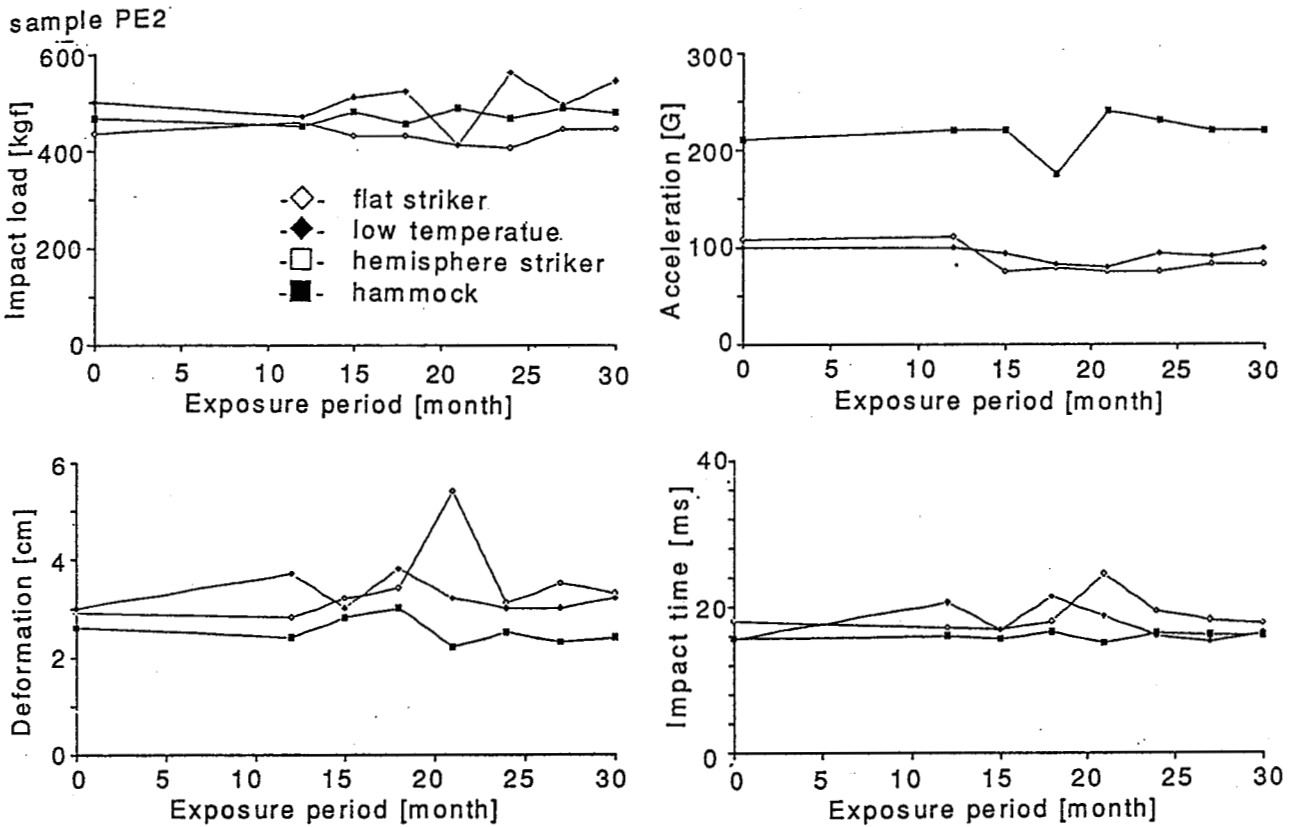 sample PE2
600
400
200
0
Impact load [kgf]
0 5 10 15 20 25 30
Exposure period [month]
-◇- flat striker
-◆- low temperatue
-□- hemisphere striker
-■- hammock
300
200
100
0
Acceleration [G]
0 5 10 15 20 25 30
Exposure period [month]
6
4
2
0
Deformation [cm]
0 5 10 15 20 25 30
Exposure period [month]
40
20
0
Impact time [ms]
0 5 10 15 20 25 30
Exposure period [month]